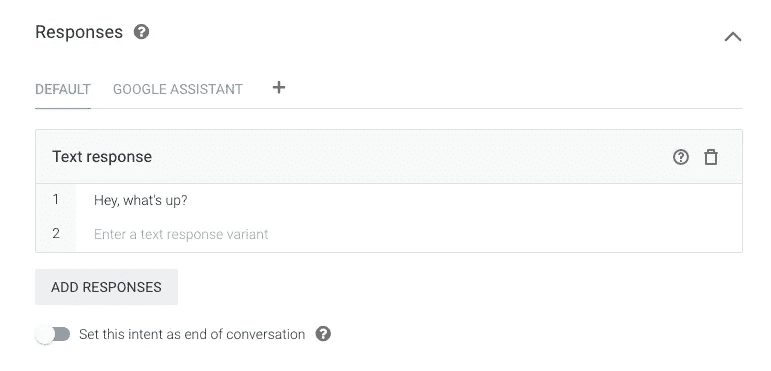 Responses
DEFAULT GOOGLE ASSISTANT +
Text response
1 Hey, what's up?
2 Enter a text response variant
ADD RESPONSES
Set this intent as end of conversation